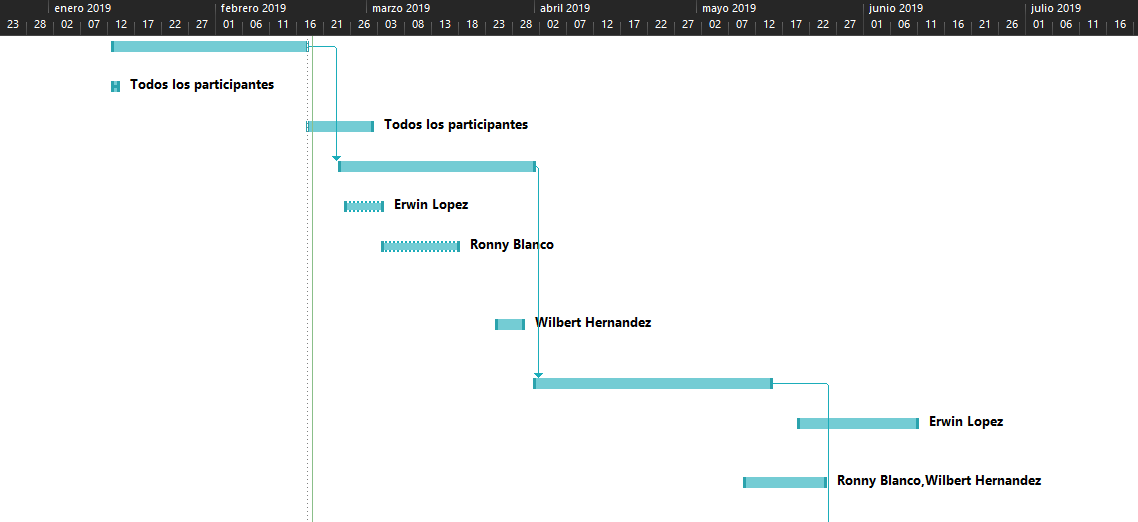 enero 2019 febrero 2019 marzo 2019 abril 2019 mayo 2019 junio 2019 julio 2019
23 28 02 07 12 17 22 27 01 06 11 16 21 26 03 08 13 18 23 28 02 07 12 17 22 27 02 07 12 17 22 27 01 06 11 16 21 26 01 06 11 16
Todos los participantes
Todos los participantes
Erwin Lopez
Ronny Blanco
Wilbert Hernandez
Erwin Lopez
Ronny Blanco,Wilbert Hernandez